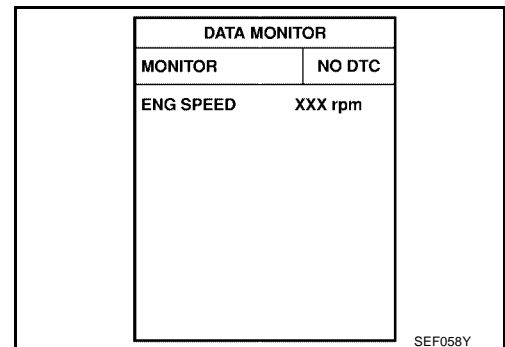 DATA MONITOR
MONITOR NO DTC
ENG SPEED XXX rpm
SEF058Y